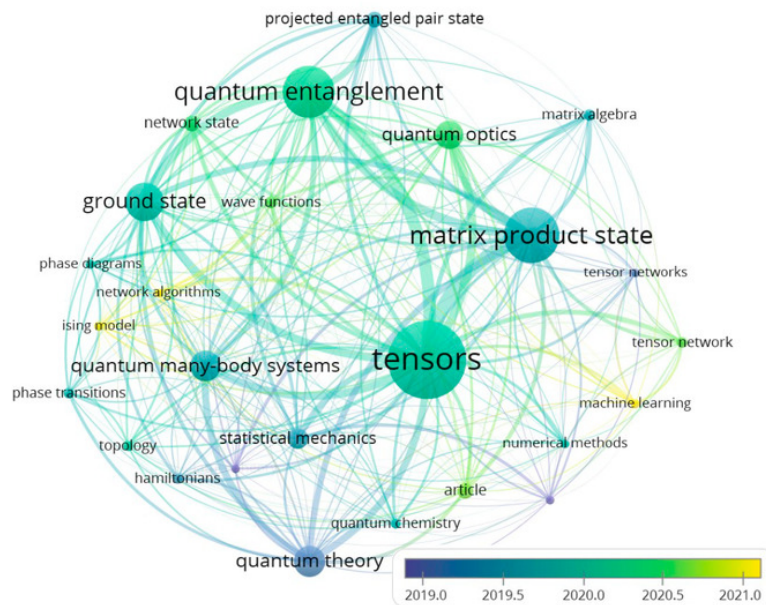 projected entangled pair state
quantum entanglement
matrix algebra
network state
quantum optics
ground state
wave functions
matrix product state
phase diagrams
tensor networks
network algorithms
ising model
tensor network
tensors
quantum many-body systems
phase transitions
machine learning
topology
statistical mechanics
numerical methods
hamiltonians
article
quantum chemistry
quantum theory
2019.0 2019.5 2020.0 2020.5 2021.0